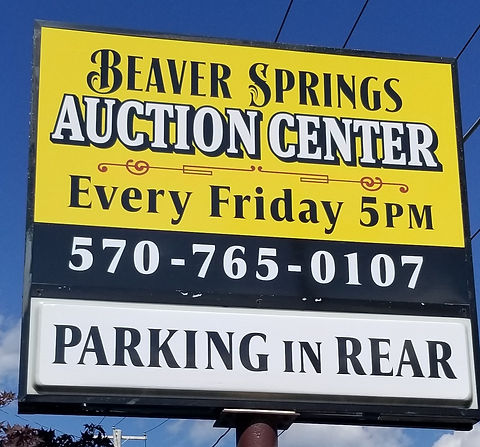 BEAVER SPRINGS
AUCTION CENTER
Every Friday 5PM
570-765-0107
PARKING IN REAR